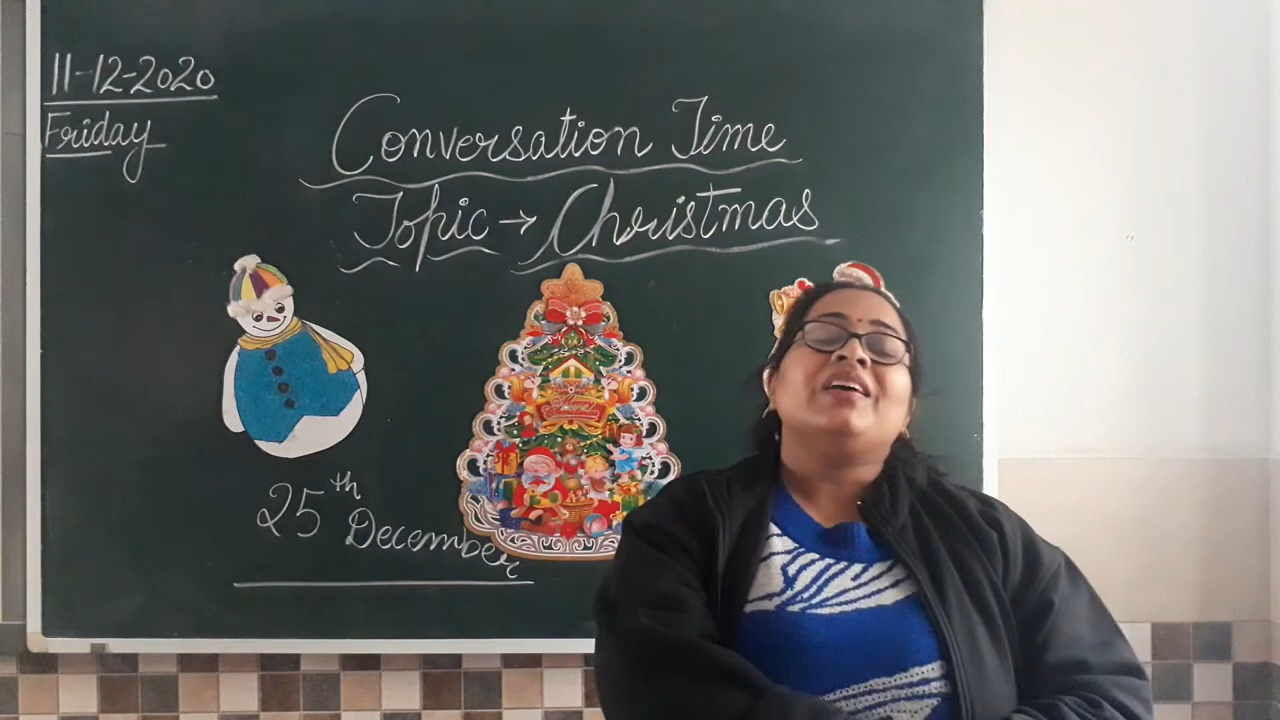 11-12-2020
Friday
Conversation Time
Topic → Christmas
25th December